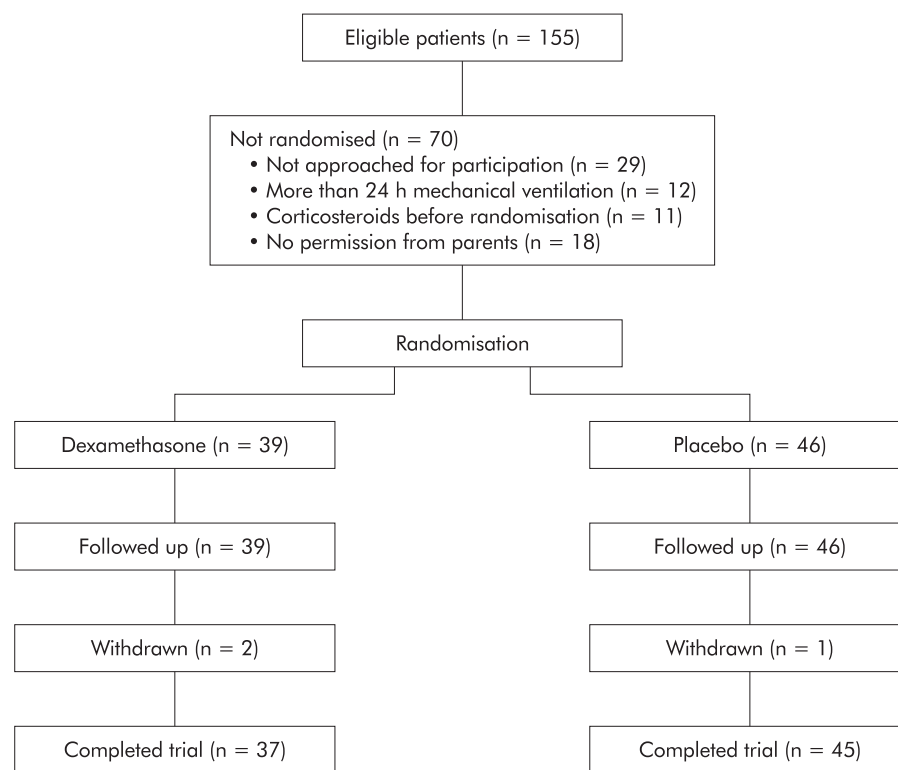 Eligible patients (n = 155)
Not randomised (n = 70)
• Not approached for participation (n = 29)
• More than 24 h mechanical ventilation (n = 12)
• Corticosteroids before randomisation (n = 11)
• No permission from parents (n = 18)
Randomisation
Dexamethasone (n = 39)
Placebo (n = 46)
Followed up (n = 39)
Followed up (n = 46)
Withdrawn (n = 2)
Withdrawn (n = 1)
Completed trial (n = 37)
Completed trial (n = 45)